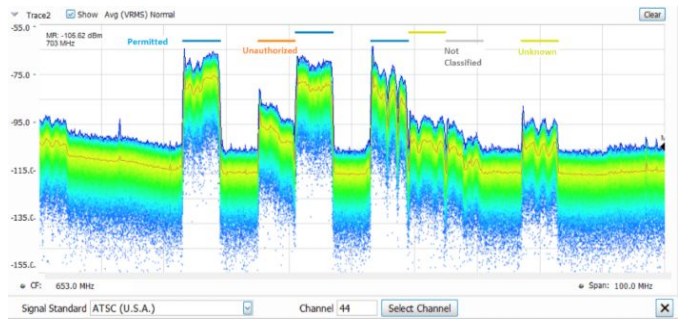 Trace2 Show Avg (VRMS) Normal Clear
-55.0
MR: -105.62 dBm
703 MHz
Permitted
Unauthorized
Not
Classified
Unknown
-75.0
-95.0
-115.0
-135.0
-155.0
CF: 653.0 MHz Span: 100.0 MHz
Signal Standard ATSC (U.S.A.) Channel 44 Select Channel